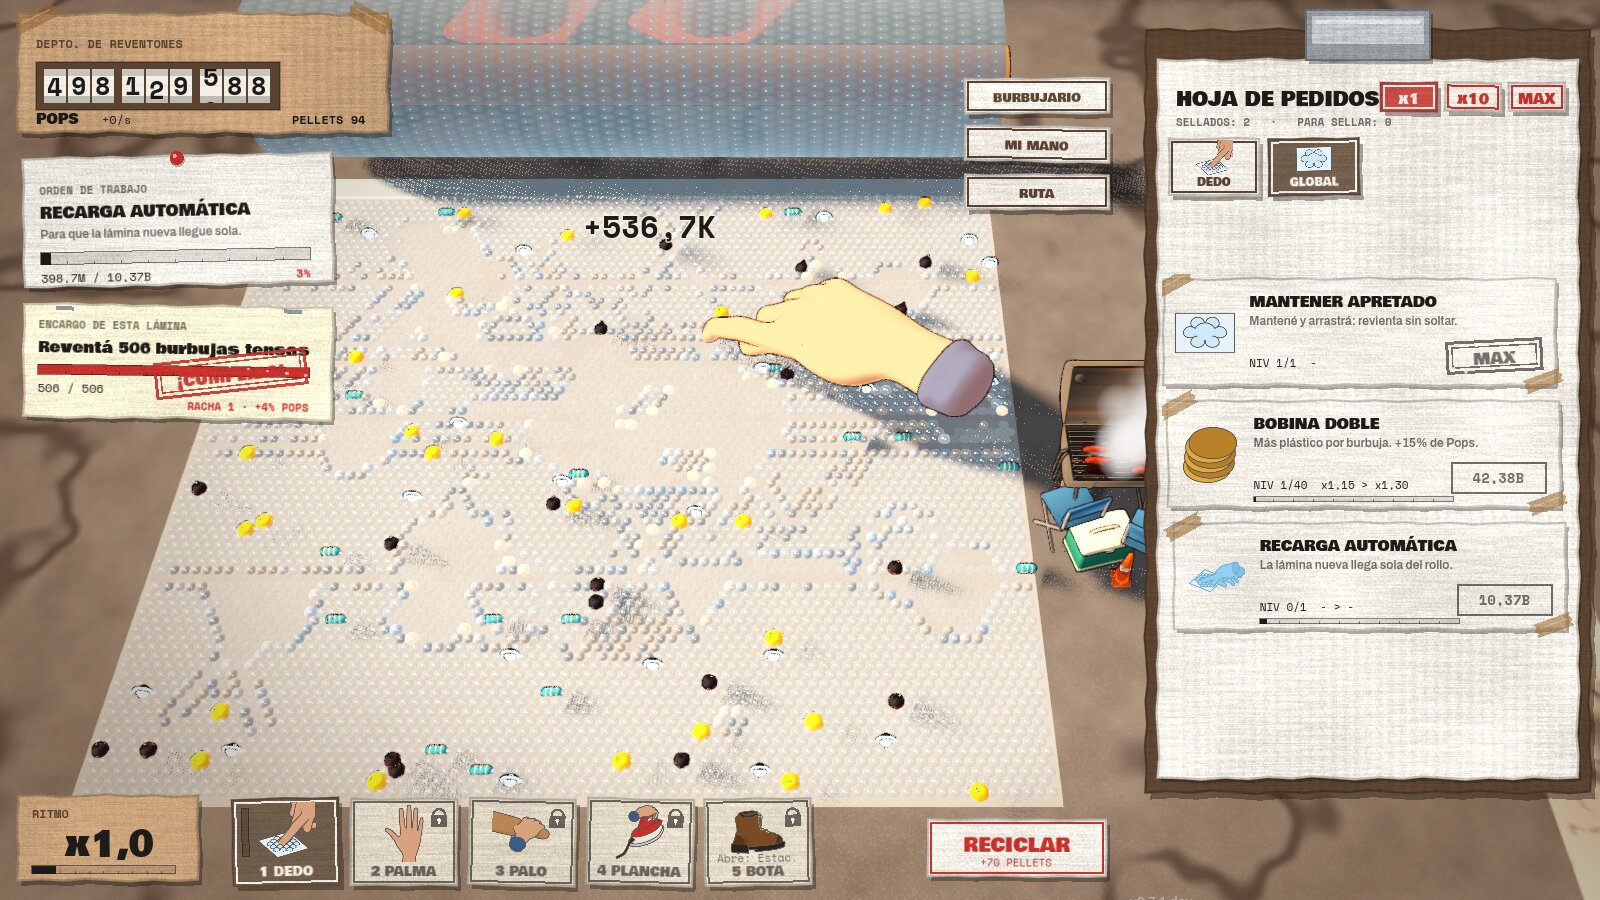 DEPTO. DE REVENTONES
498 129 588
POPS +0/s PELLETS 94
ORDEN DE TRABAJO
RECARGA AUTOMÁTICA
Para que la lámina nueva llegue sola.
398.7M / 10.37B 3%
ENCARGO DE ESTA LÁMINA
Reventá 506 burbujas tensas
506 / 506
RACHA 1 · +4% POPS
+536,7K
BURBUJARIO
MI MANO
RUTA
HOJA DE PEDIDOS x1 x10 MAX
SELLADOS: 2 · PARA SELLAR: 0
DEDO
GLOBAL
MANTENER APRETADO
Mantené y arrastrá: revienta sin soltar.
NIV 1/1 -
MAX
BOBINA DOBLE
Más plástico por burbuja. +15% de Pops.
NIV 1/40 x1,15 > x1,30
42,38B
RECARGA AUTOMÁTICA
La lámina nueva llega sola del rollo.
NIV 0/1 - > -
10,37B
RITMO
x1,0
1 DEDO
2 PALMA
3 PALO
4 PLANCHA
Abre: Estac.
5 BOTA
RECICLAR
+70 PELLETS